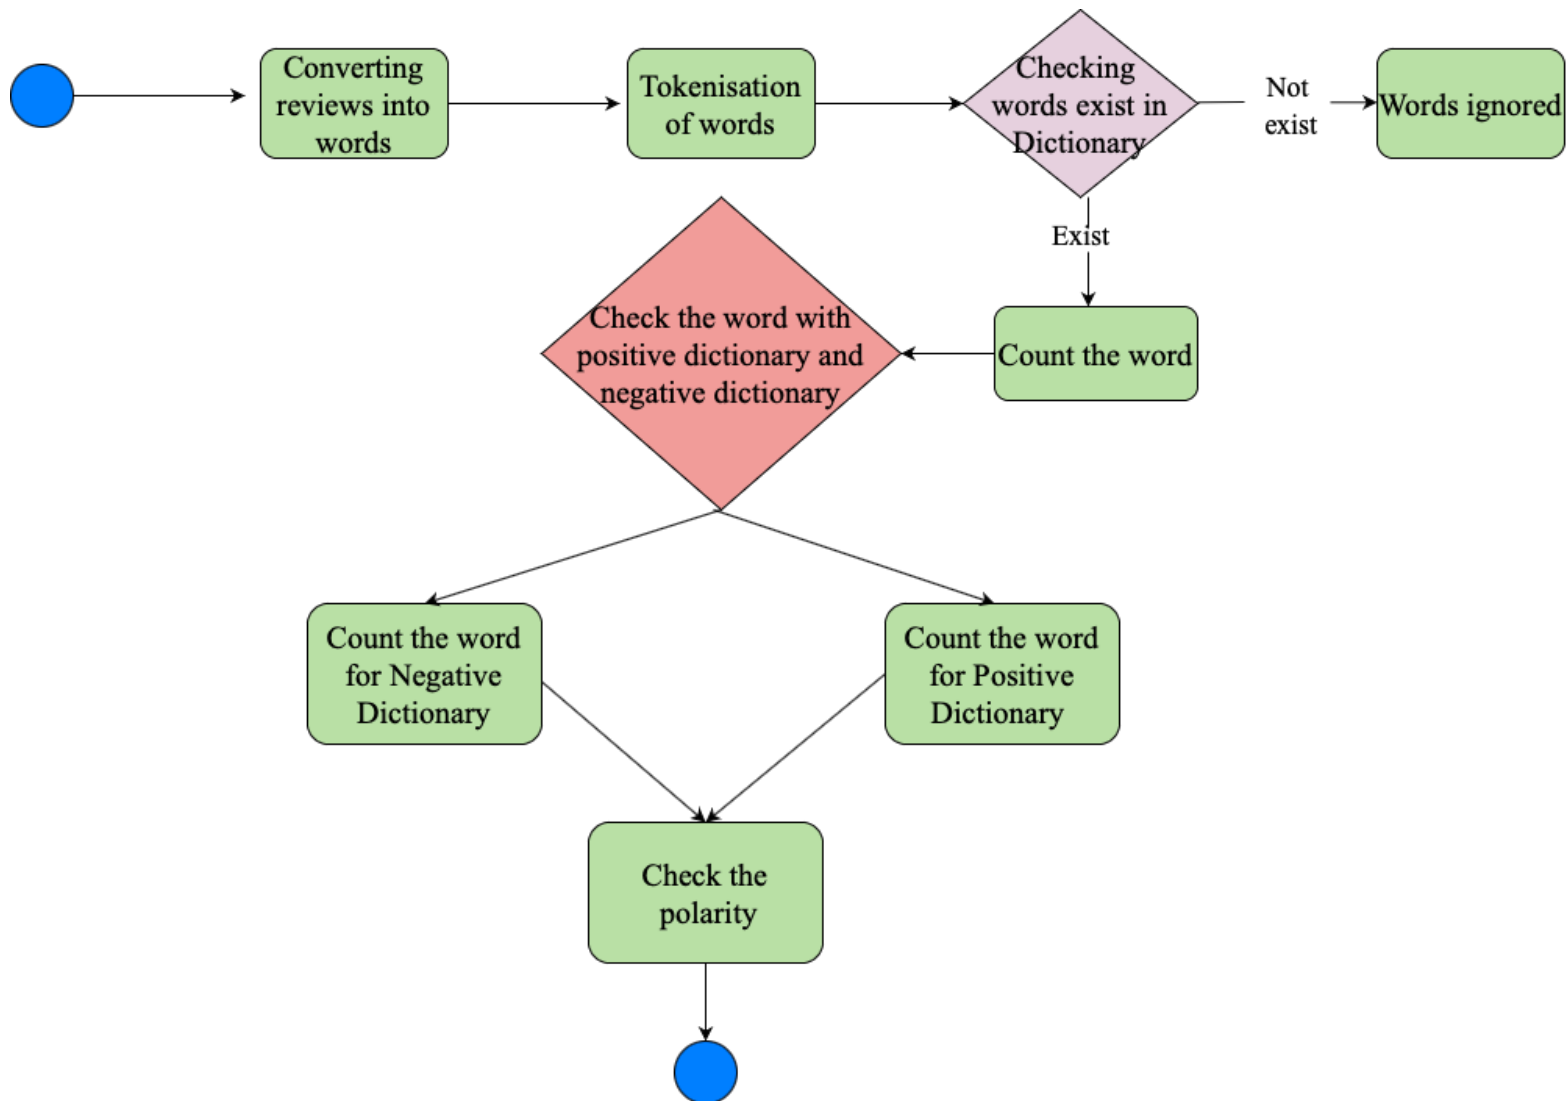 Converting
reviews into
words
Tokenisation
of words
Checking
words exist in
Dictionary
Not
exist
Words ignored
Exist
Count the word
Check the word with
positive dictionary and
negative dictionary
Count the word
for Negative
Dictionary
Count the word
for Positive
Dictionary
Check the
polarity